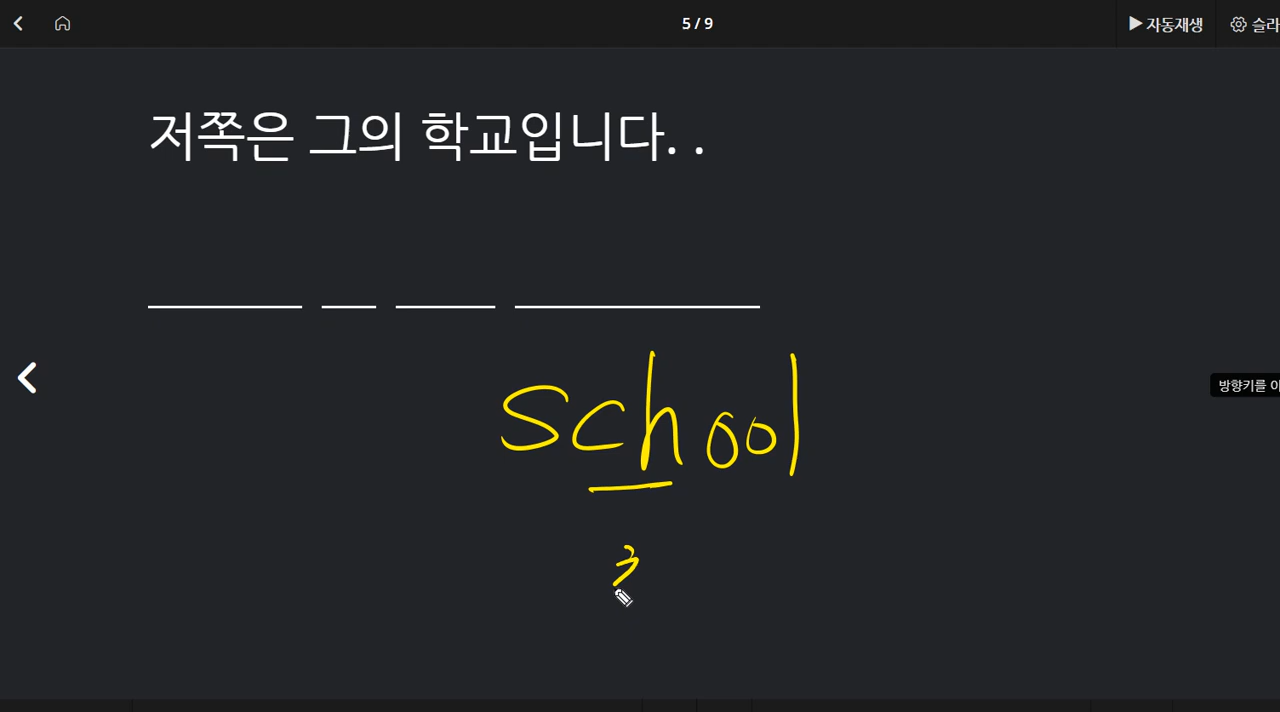 5 / 9
▶ 자동재생
슬라
저쪽은 그의 학교입니다. .
school
방향키를 이